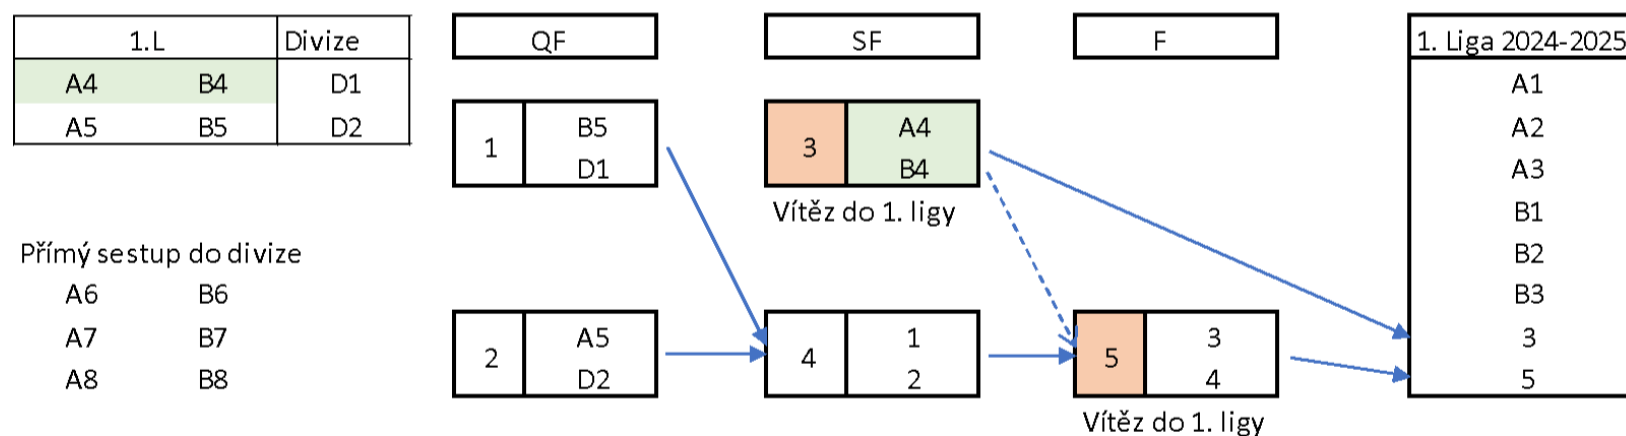 1.L Divize QF SF F 1. Liga 2024-2025
A4 B4 D1 A1
A5 B5 D2 1 B5 3 A4 A2
D1 B4 A3
Vítěz do 1. ligy B1
Přímý sestup do divize B2
A6 B6 B3
A7 B7 2 A5 4 1 5 3 3
A8 B8 D2 2 4 5
Vítěz do 1. ligy